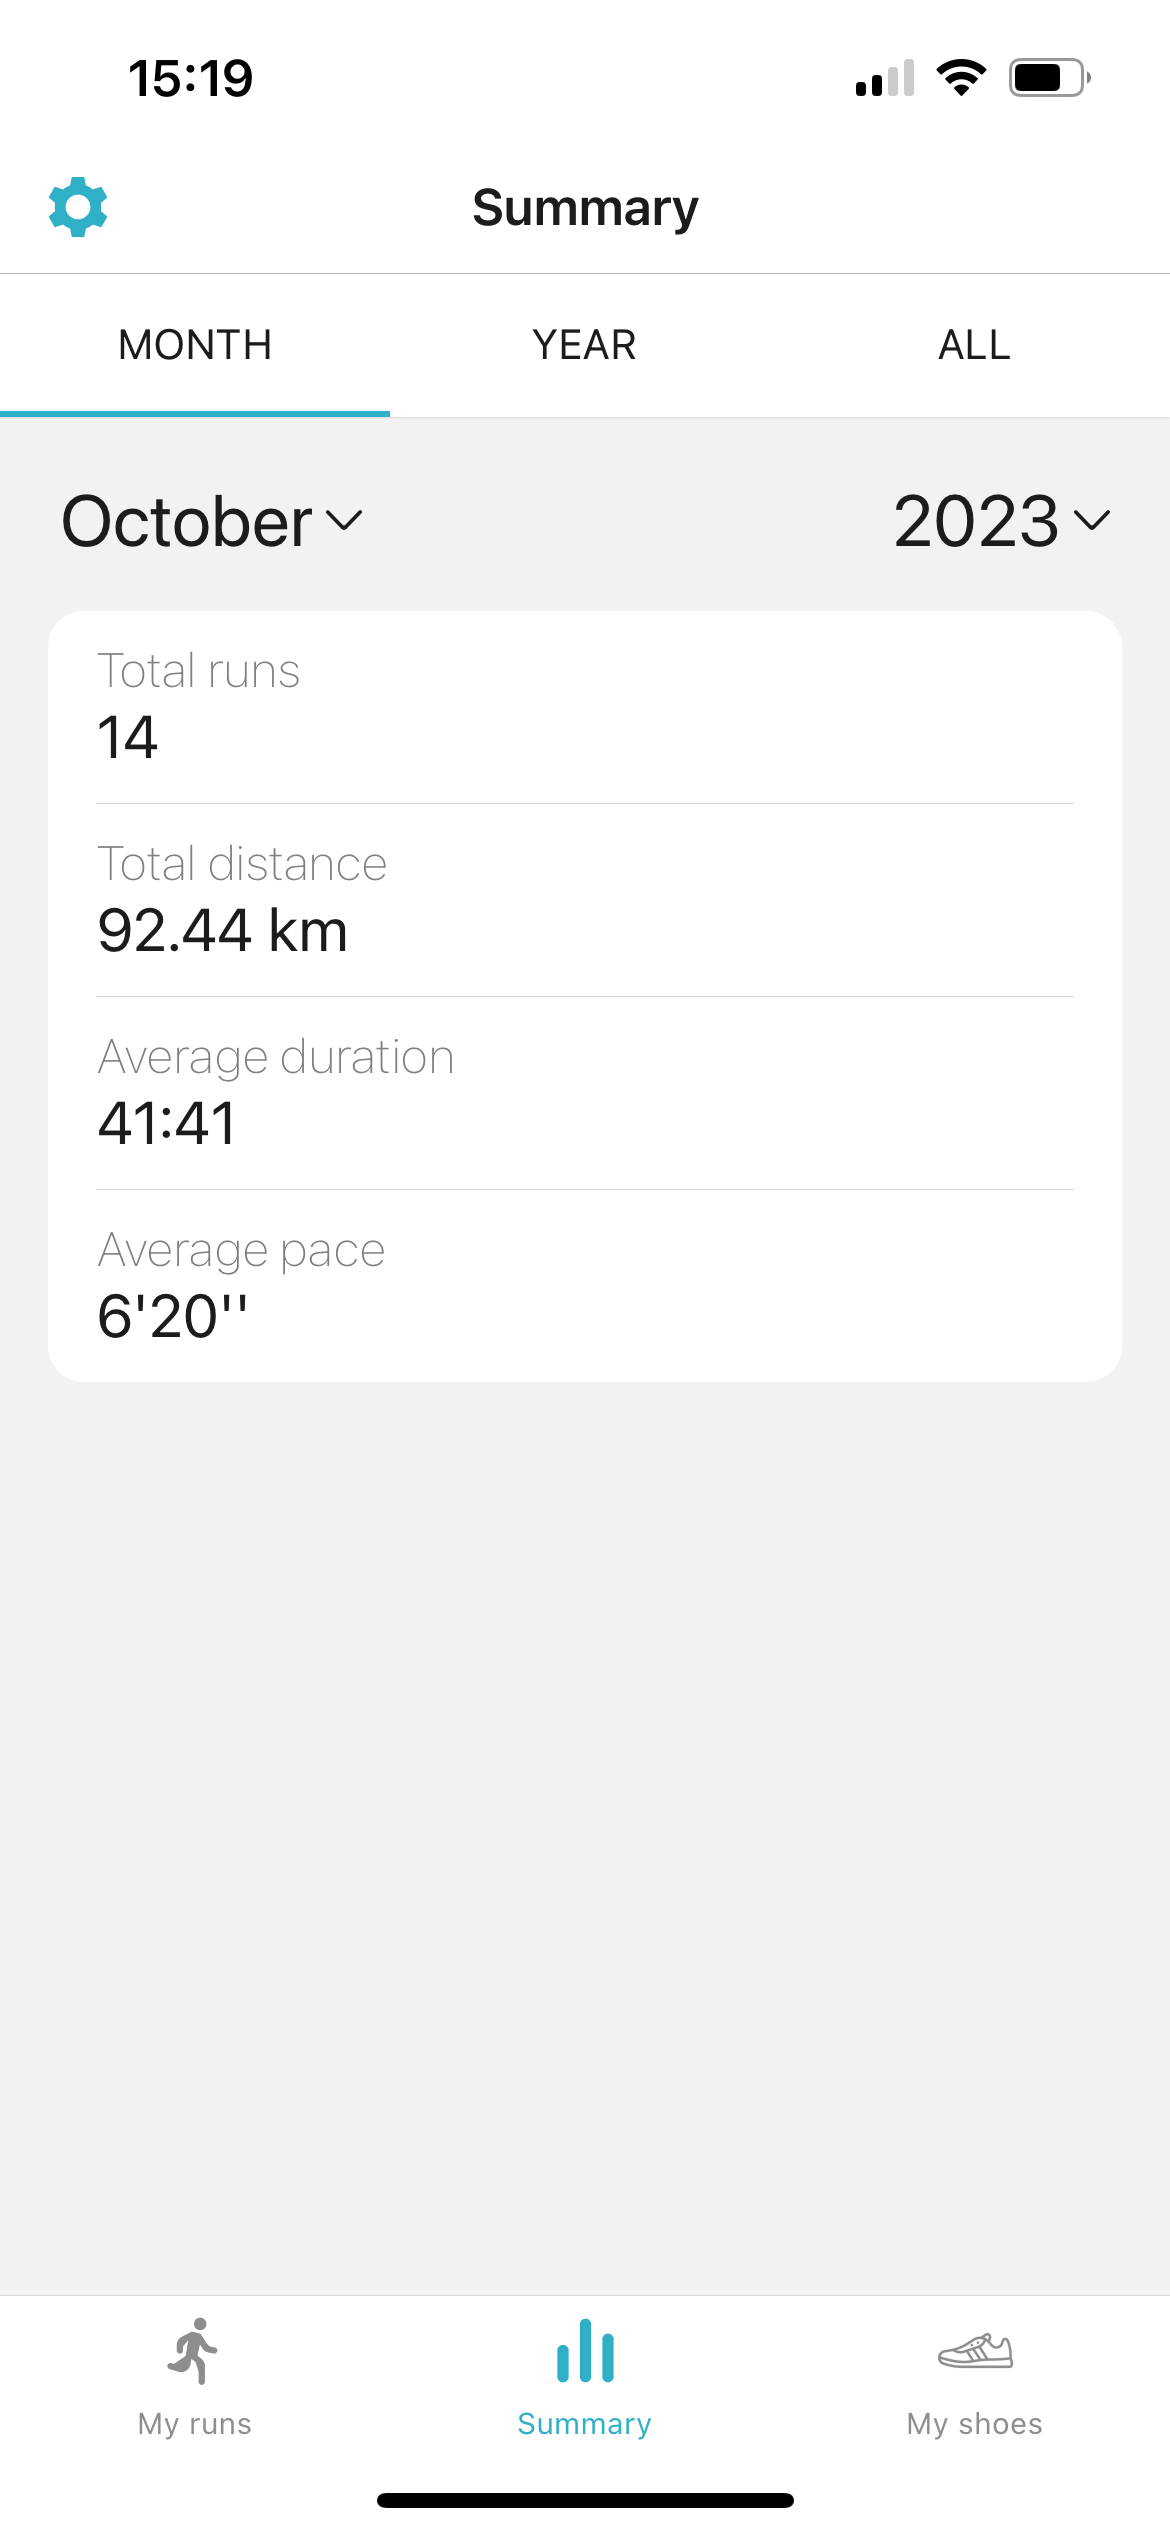 15:19
Summary
MONTH YEAR ALL
October 2023
Total runs
14
Total distance
92.44 km
Average duration
41:41
Average pace
6'20''
My runs Summary My shoes